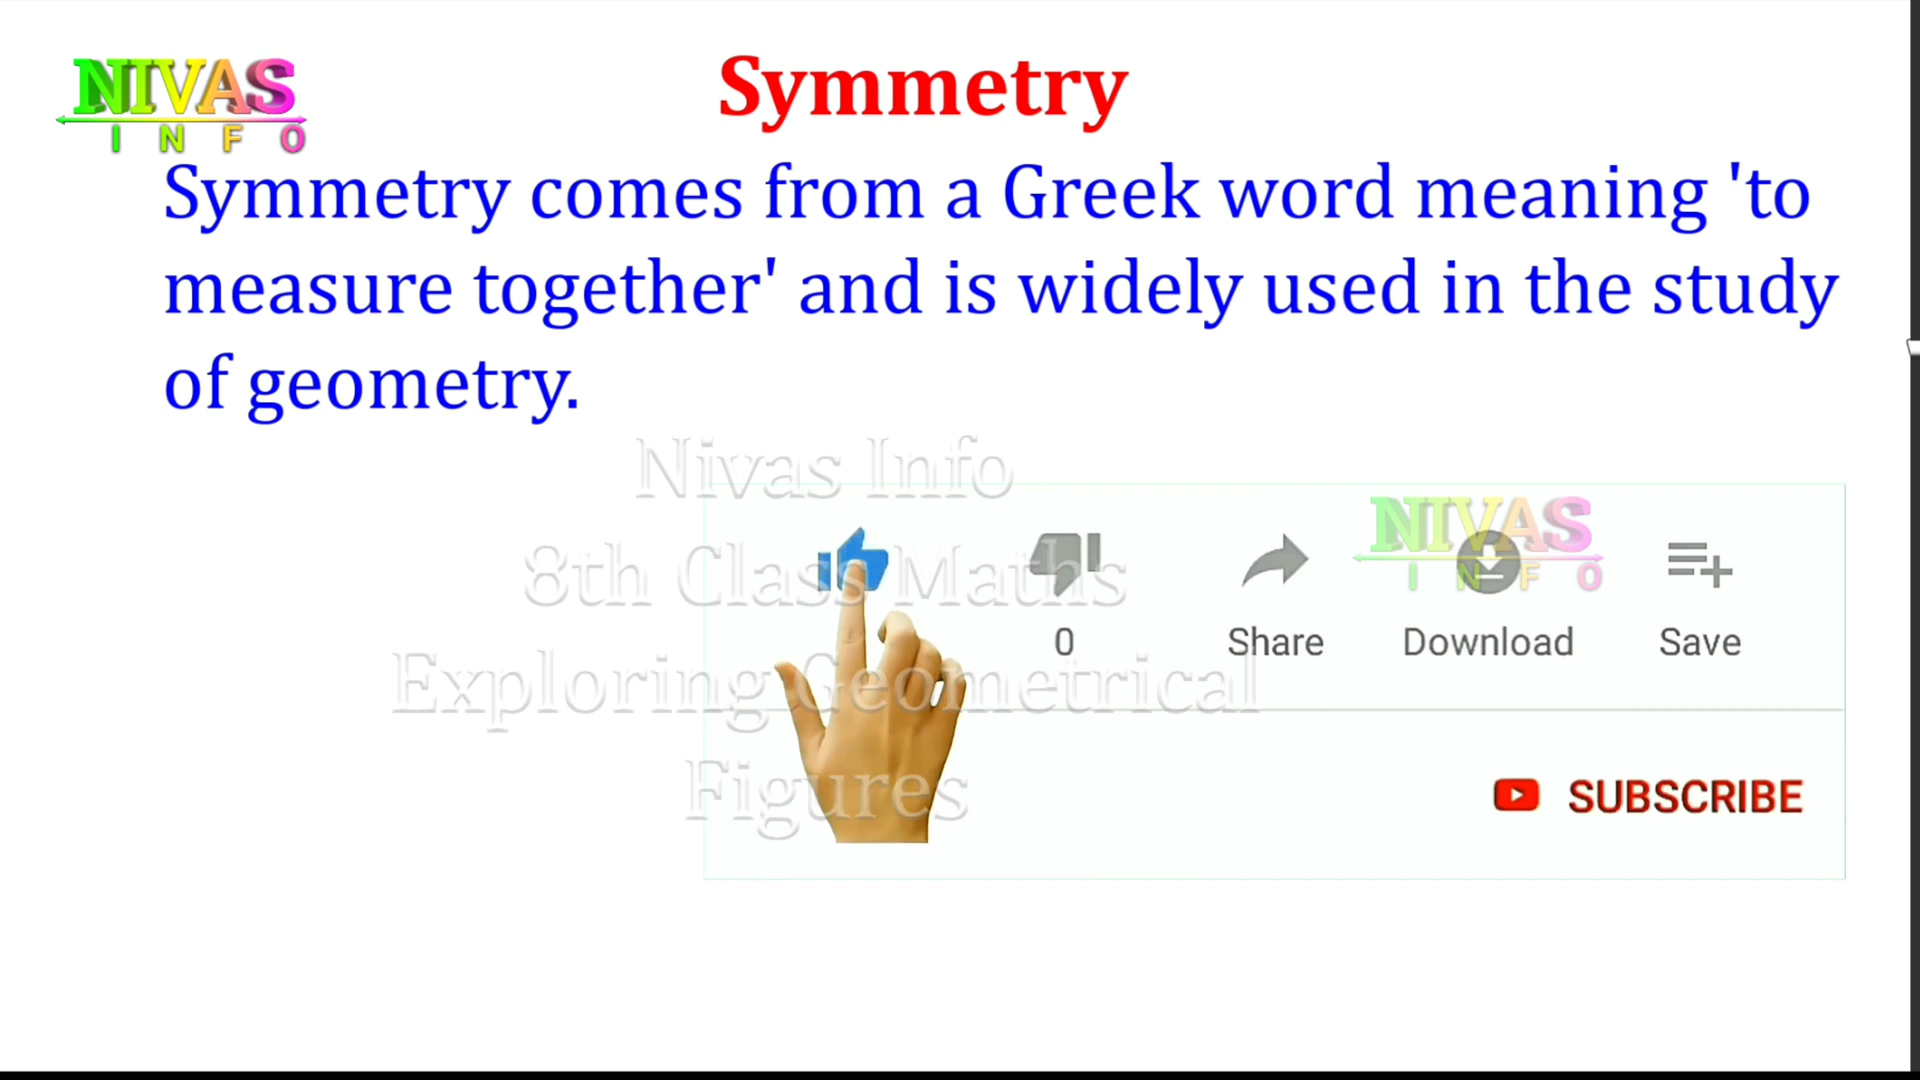 NIVAS
INFO
Symmetry
Symmetry comes from a Greek word meaning 'to
measure together' and is widely used in the study
of geometry.
Nivas Info
8th Class Maths
Exploring Geometrical
Figures
NIVAS
INFO
0
Share
Download
Save
SUBSCRIBE